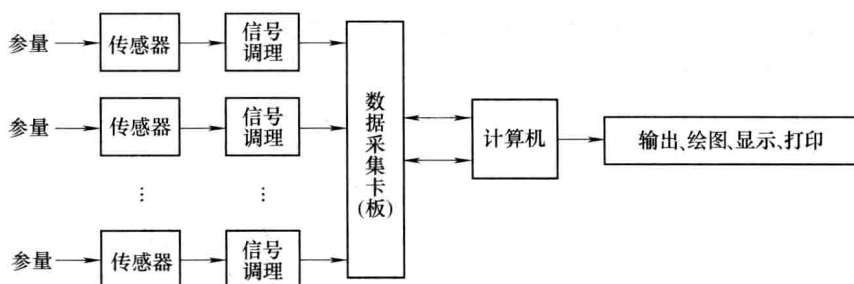 参量
传感器
信号
调理
参量
传感器
信号
调理
⋮
⋮
参量
传感器
信号
调理
数据采集卡(板)
计算机
输出、绘图、显示、打印